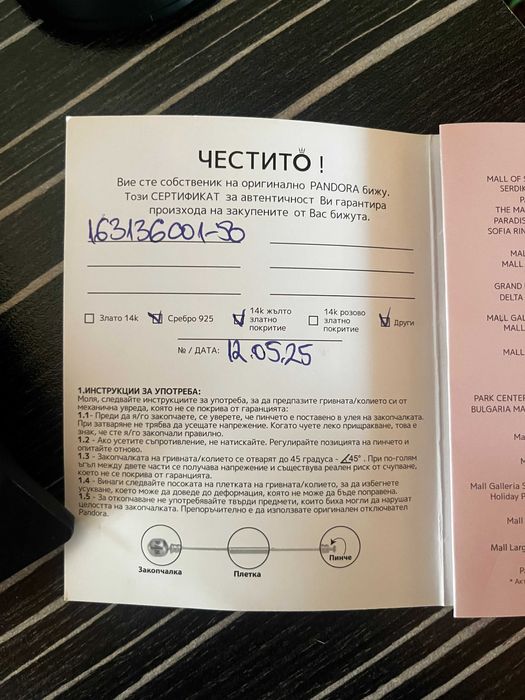 ЧЕСТИТО !
Вие сте собственик на оригинално PANDORA бижу.
Този СЕРТИФИКАТ за автентичност Ви гарантира
произхода на закупените от Вас бижута.
163136C01-50
Злато 14k
Сребро 925
14k жълто
златно
покритие
14k розово
златно
покритие
Други
№ / ДАТА: 12.05.25
1.ИНСТРУКЦИИ ЗА УПОТРЕБА:
Моля, следвайте инструкциите за употреба, за да предпазите гривната/колието си от
механична увреда, която не се покрива от гаранцията:
1.1- Преди да я/го закопчаете, се уверете, че пинчето е поставено в улея на закопчалката.
При затваряне не трябва да усещате напрежение. Когато чуете леко прищракване, това е
знак, че сте я/го закопчали правилно.
1.2 - Ако усетите съпротивление, не натискайте. Регулирайте позицията на пинчето и
опитайте отново.
1.3 - Закопчалката на гривната/колието се отварят до 45 градуса - ∠45° . При по-голям
ъгъл между двете части се получава напрежение и съществува реален риск от счупване,
което не се покрива от гаранцията.
1.4 - Винаги следвайте посоката на плетката на гривната/колието, за да избегнете
усукване, което може да доведе до деформация, която не може да бъде поправена.
1.5 - За откопчаване не употребявайте твърди предмети, които биха могли да нарушат
целостта на закопчалката. Препоръчително е да използвате оригинален отключвател
Pandora.
Закопчалка
Плетка
Пинче
MALL OF
SERDIK
THE MA
PARADIS
SOFIA RIN
MALL
GRAND
DELTA
MALL GAL
MALL
MALL
PARK CENTER
BULGARIA MA
Mall Galleria
Holiday P
Mall
Mall Larg